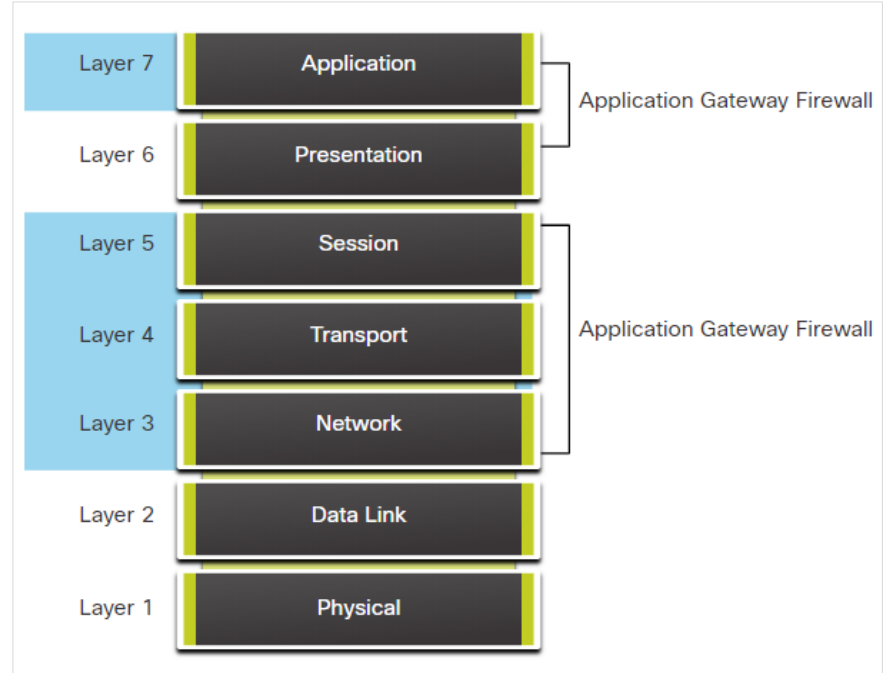 Layer 7 Application
Application Gateway Firewall
Layer 6 Presentation
Layer 5 Session
Layer 4 Transport Application Gateway Firewall
Layer 3 Network
Layer 2 Data Link
Layer 1 Physical